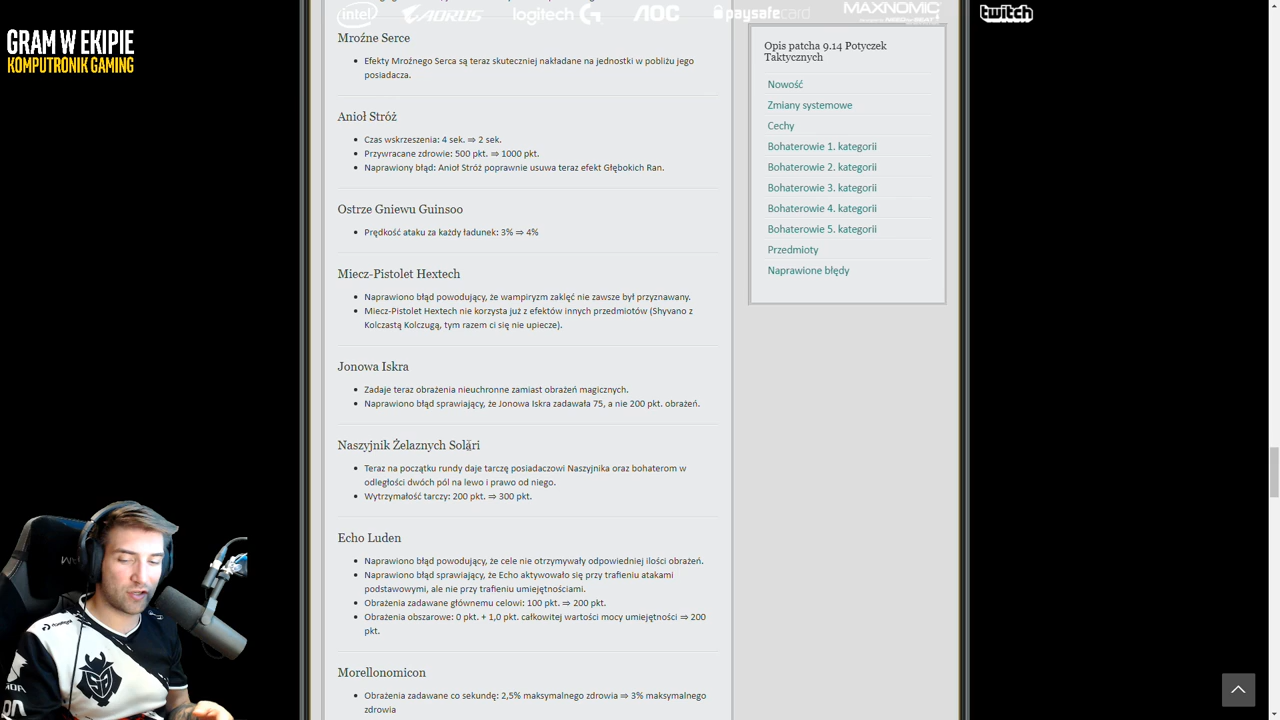 GRAM W EKIPIE
KOMPUTRONIK GAMING
intel
AORUS
logitech G
AOC
paysafecard
MAXNOMIC
twitch
Mroźne Serce
Efekty Mroźnego Serca są teraz skuteczniej nakładane na jednostki w pobliżu jego
posiadacza.
Anioł Stróż
Czas wskrzeszenia: 4 sek. ⇒ 2 sek.
Przywracane zdrowie: 500 pkt. ⇒ 1000 pkt.
Naprawiony błąd: Anioł Stróż poprawnie usuwa teraz efekt Głębokich Ran.
Ostrze Gniewu Guinsoo
Prędkość ataku za każdy ładunek: 3% ⇒ 4%
Miecz-Pistolet Hextech
Naprawiono błąd powodujący, że wampiryzm zaklęć nie zawsze był przyznawany.
Miecz-Pistolet Hextech nie korzysta już z efektów innych przedmiotów (Shyvano z
Kolczastą Kolczugą, tym razem ci się nie upiecze).
Jonowa Iskra
Zadaje teraz obrażenia nieuchronne zamiast obrażeń magicznych.
Naprawiono błąd sprawiający, że Jonowa Iskra zadawała 75, a nie 200 pkt. obrażeń.
Naszyjnik Żelaznych Solari
Teraz na początku rundy daje tarczę posiadaczowi Naszyjnika oraz bohaterom w
odległości dwóch pól na lewo i prawo od niego.
Wytrzymałość tarczy: 200 pkt. ⇒ 300 pkt.
Echo Luden
Naprawiono błąd powodujący, że cele nie otrzymywały odpowiedniej ilości obrażeń.
Naprawiono błąd sprawiający, że Echo aktywowało się przy trafieniu atakami
podstawowymi, ale nie przy trafieniu umiejętnościami.
Obrażenia zadawane głównemu celowi: 100 pkt. ⇒ 200 pkt.
Obrażenia obszarowe: 0 pkt. + 1,0 pkt. całkowitej wartości mocy umiejętności ⇒ 200
pkt.
Morellonomicon
Obrażenia zadawane co sekundę: 2,5% maksymalnego zdrowia ⇒ 3% maksymalnego
zdrowia
Opis patcha 9.14 Potyczek
Taktycznych
Nowość
Zmiany systemowe
Cechy
Bohaterowie 1. kategorii
Bohaterowie 2. kategorii
Bohaterowie 3. kategorii
Bohaterowie 4. kategorii
Bohaterowie 5. kategorii
Przedmioty
Naprawione błędy
G2